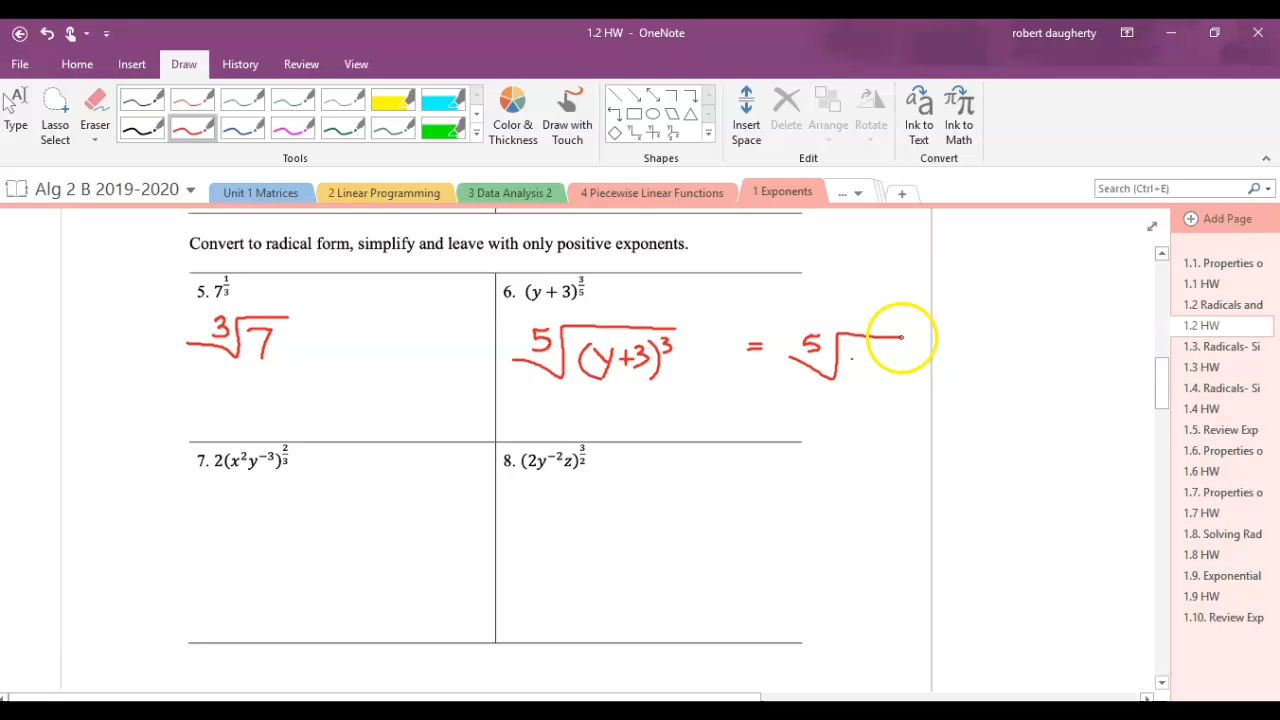 1.2 HW - OneNote
robert daugherty
File Home Insert Draw History Review View
Type
Lasso Select
Eraser
Color & Thickness
Draw with Touch
Insert Space
Delete
Arrange
Rotate
Ink to Text
Ink to Math
Tools
Shapes
Edit
Convert
Alg 2 B 2019-2020
Unit 1 Matrices
2 Linear Programming
3 Data Analysis 2
4 Piecewise Linear Functions
1 Exponents
...
Search (Ctrl+E)
Add Page
1.1. Properties o
1.1 HW
1.2 Radicals and
1.2 HW
1.3. Radicals- Si
1.3 HW
1.4. Radicals- Si
1.4 HW
1.5. Review Exp
1.6. Properties o
1.6 HW
1.7. Properties o
1.7 HW
1.8. Solving Rad
1.8 HW
1.9. Exponential
1.9 HW
1.10. Review Exp
Convert to radical form, simplify and leave with only positive exponents.
5. 7^(1/3)
∛7
6. (y + 3)^(3/5)
⁵√(y+3)³ = ⁵√
7. 2(x²y⁻³)^(2/3)
8. (2y⁻²z)^(3/2)